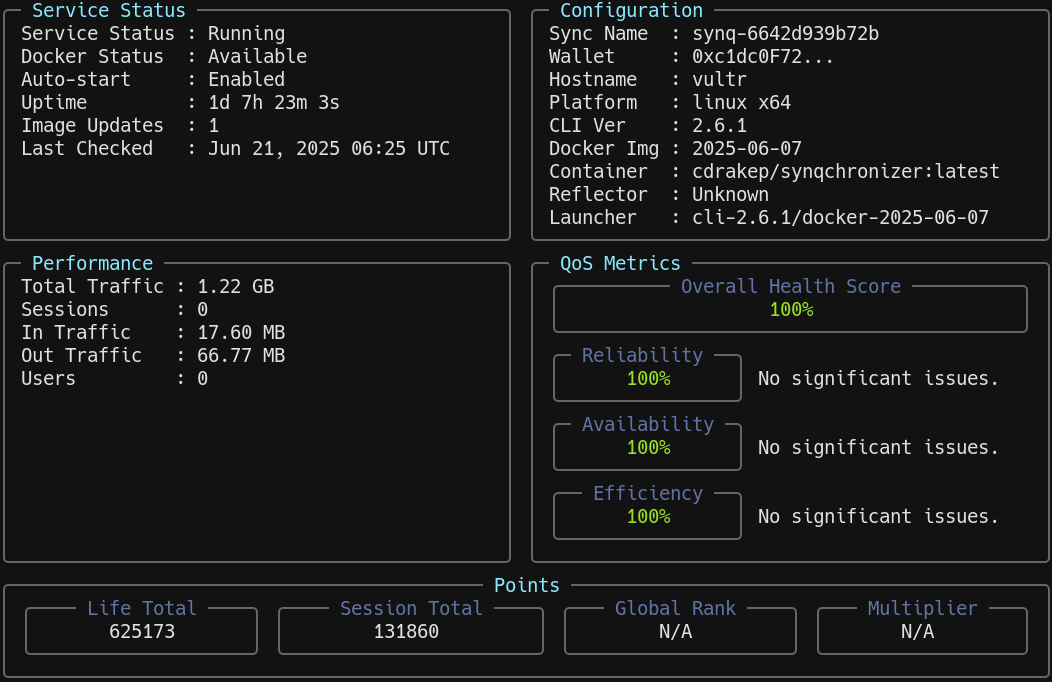 Service Status
Service Status : Running
Docker Status : Available
Auto-start : Enabled
Uptime : 1d 7h 23m 3s
Image Updates : 1
Last Checked : Jun 21, 2025 06:25 UTC
Configuration
Sync Name : synq-6642d939b72b
Wallet : 0xc1dc0F72...
Hostname : vultr
Platform : linux x64
CLI Ver : 2.6.1
Docker Img : 2025-06-07
Container : cdrakep/synqchronizer:latest
Reflector : Unknown
Launcher : cli-2.6.1/docker-2025-06-07
Performance
Total Traffic : 1.22 GB
Sessions : 0
In Traffic : 17.60 MB
Out Traffic : 66.77 MB
Users : 0
QoS Metrics
Overall Health Score
100%
Reliability
100% No significant issues.
Availability
100% No significant issues.
Efficiency
100% No significant issues.
Points
Life Total
625173
Session Total
131860
Global Rank
N/A
Multiplier
N/A